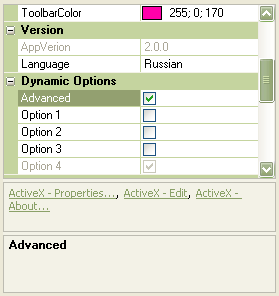 ToolbarColor 255; 0; 170
Version
AppVerion 2.0.0
Language Russian
Dynamic Options
Advanced
Option 1
Option 2
Option 3
Option 4
ActiveX - Properties..., ActiveX - Edit, ActiveX -
About...
Advanced